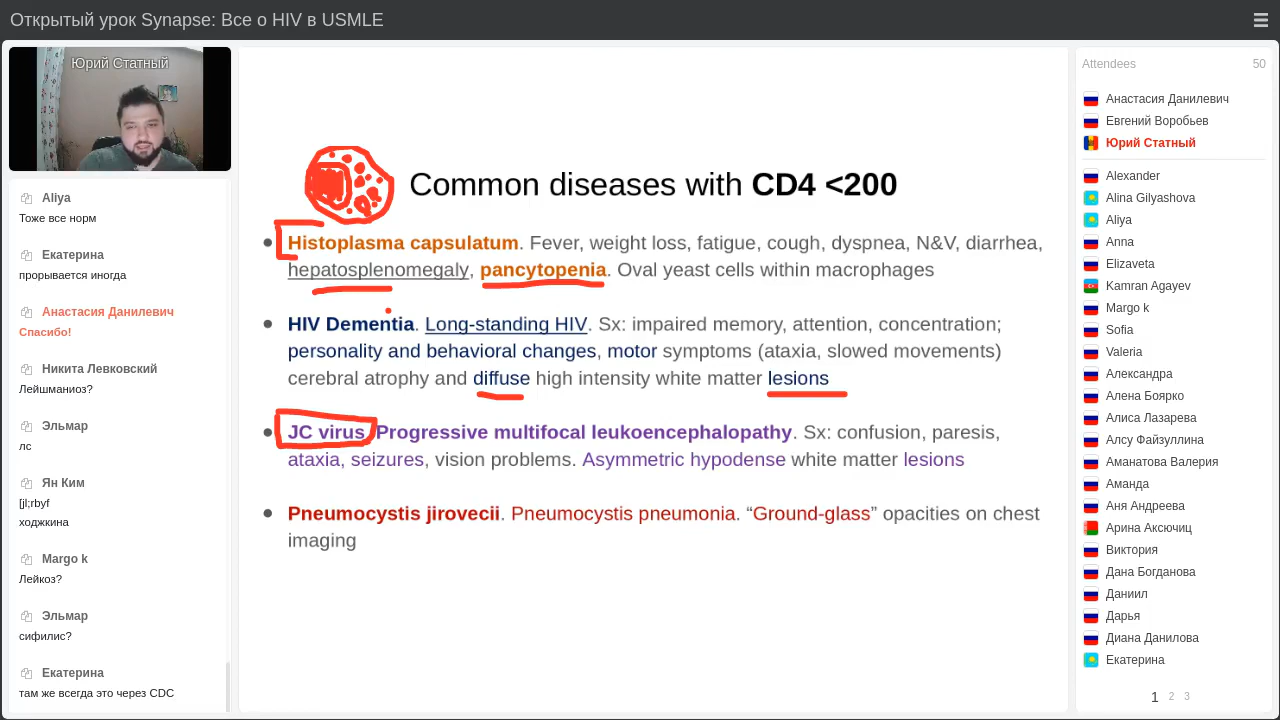 Открытый урок Synapse: Все о HIV в USMLE
Юрий Статный
Aliya
Тоже все норм
Екатерина
прорывается иногда
Анастасия Данилевич
Спасибо!
Никита Левковский
Лейшманиоз?
Эльмар
лс
Ян Ким
[jl;rbyf
ходжкина
Margo k
Лейкоз?
Эльмар
сифилис?
Екатерина
там же всегда это через CDC
Common diseases with CD4 <200
Histoplasma capsulatum. Fever, weight loss, fatigue, cough, dyspnea, N&V, diarrhea,
hepatosplenomegaly, pancytopenia. Oval yeast cells within macrophages
HIV Dementia. Long-standing HIV. Sx: impaired memory, attention, concentration;
personality and behavioral changes, motor symptoms (ataxia, slowed movements)
cerebral atrophy and diffuse high intensity white matter lesions
JC virus. Progressive multifocal leukoencephalopathy. Sx: confusion, paresis,
ataxia, seizures, vision problems. Asymmetric hypodense white matter lesions
Pneumocystis jirovecii. Pneumocystis pneumonia. “Ground-glass” opacities on chest
imaging
Attendees 50
Анастасия Данилевич
Евгений Воробьев
Юрий Статный
Alexander
Alina Gilyashova
Aliya
Anna
Elizaveta
Kamran Agayev
Margo k
Sofia
Valeria
Александра
Алена Боярко
Алиса Лазарева
Алсу Файзуллина
Аманатова Валерия
Аманда
Аня Андреева
Арина Аксючиц
Виктория
Дана Богданова
Даниил
Дарья
Диана Данилова
Екатерина
1 2 3